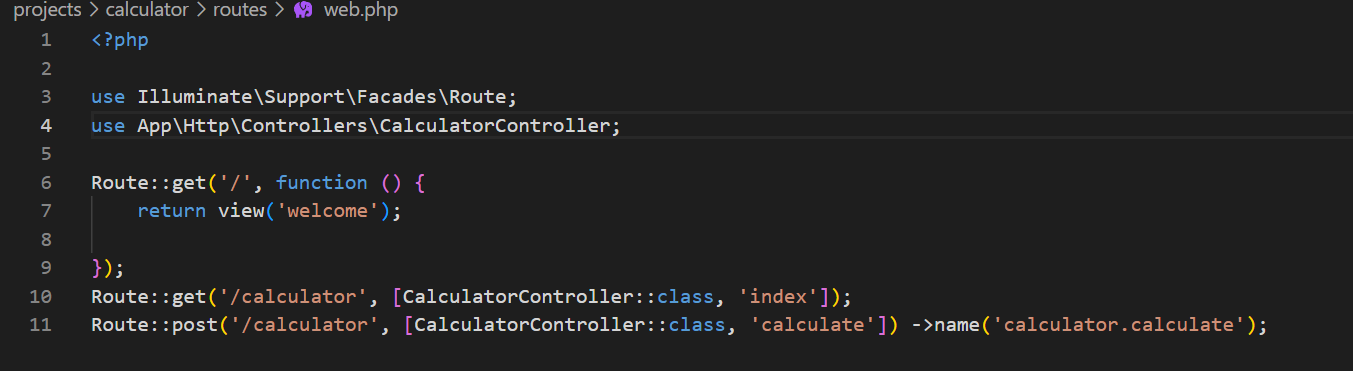 projects > calculator > routes > web.php
1 <?php
2
3 use Illuminate\Support\Facades\Route;
4 use App\Http\Controllers\CalculatorController;
5
6 Route::get('/', function () {
7     return view('welcome');
8
9 });
10 Route::get('/calculator', [CalculatorController::class, 'index']);
11 Route::post('/calculator', [CalculatorController::class, 'calculate']) ->name('calculator.calculate');